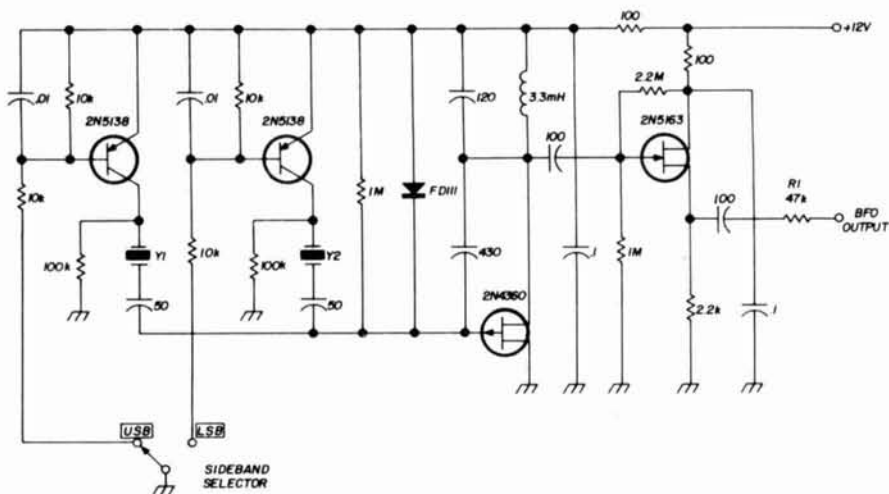 100
+12V
100
2.2M
.01
10k
2N5138
.01
10k
2N5138
120
3.3mH
100
2N5163
10k
1M
FD111
100
R1
47k
BFO
OUTPUT
100k
Y1
10k
100k
Y2
430
.1
1M
50
50
2N4360
2.2k
.1
USB
LSB
SIDEBAND
SELECTOR